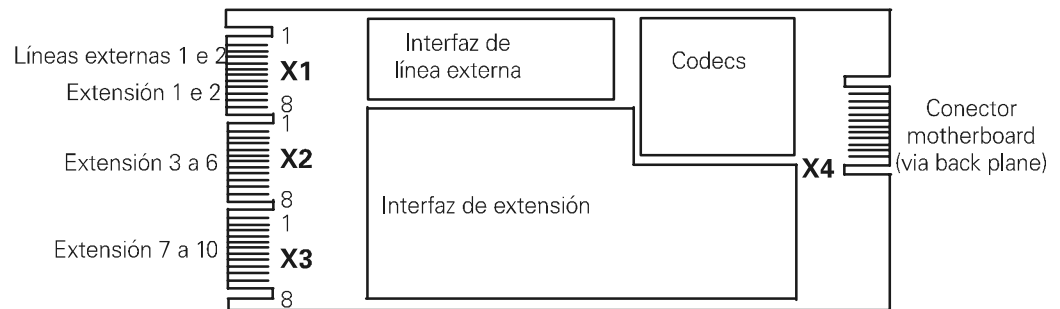 Líneas externas 1 e 2
Extensión 1 e 2
1
X1
8
Extensión 3 a 6
1
X2
8
Extensión 7 a 10
1
X3
8
Interfaz de
línea externa
Codecs
Interfaz de extensión
X4
Conector
motherboard
(via back plane)